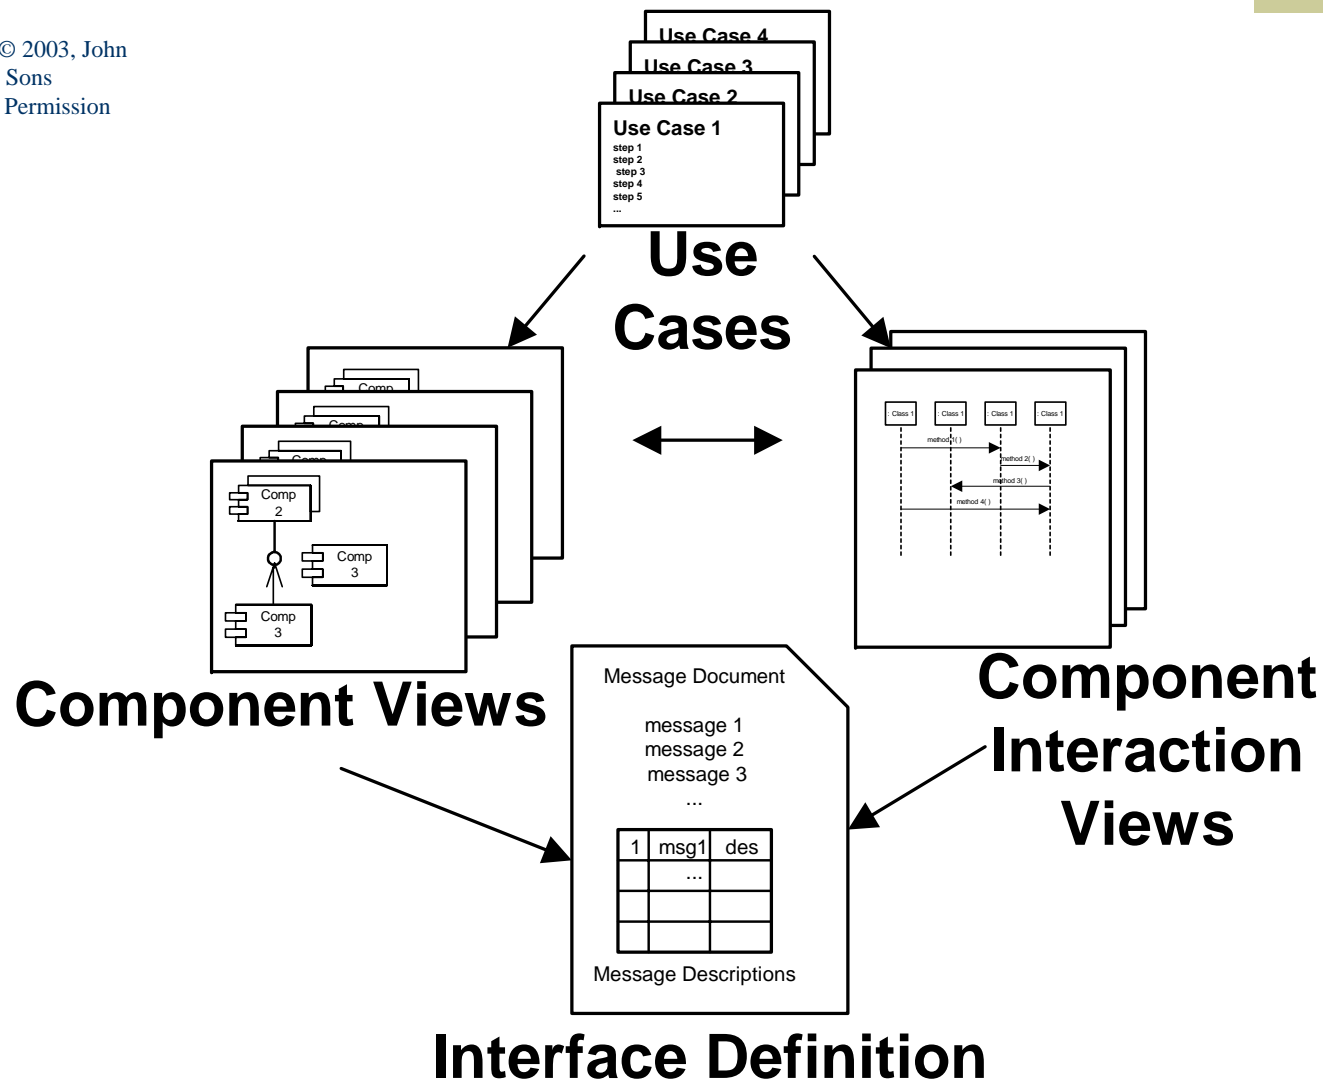 © 2003, John
Sons
Permission
Use Case 4
Use Case 3
Use Case 2
Use Case 1
step 1
step 2
step 3
step 4
step 5
...
Use
Cases
Comp
Comp
Comp
Comp
2
Comp
3
Comp
3
Component Views
: Class 1
: Class 1
: Class 1
: Class 1
method 1( )
method 2( )
method 3( )
method 4( )
Component
Interaction
Views
Message Document
message 1
message 2
message 3
...
1 msg1 des
...
Message Descriptions
Interface Definition